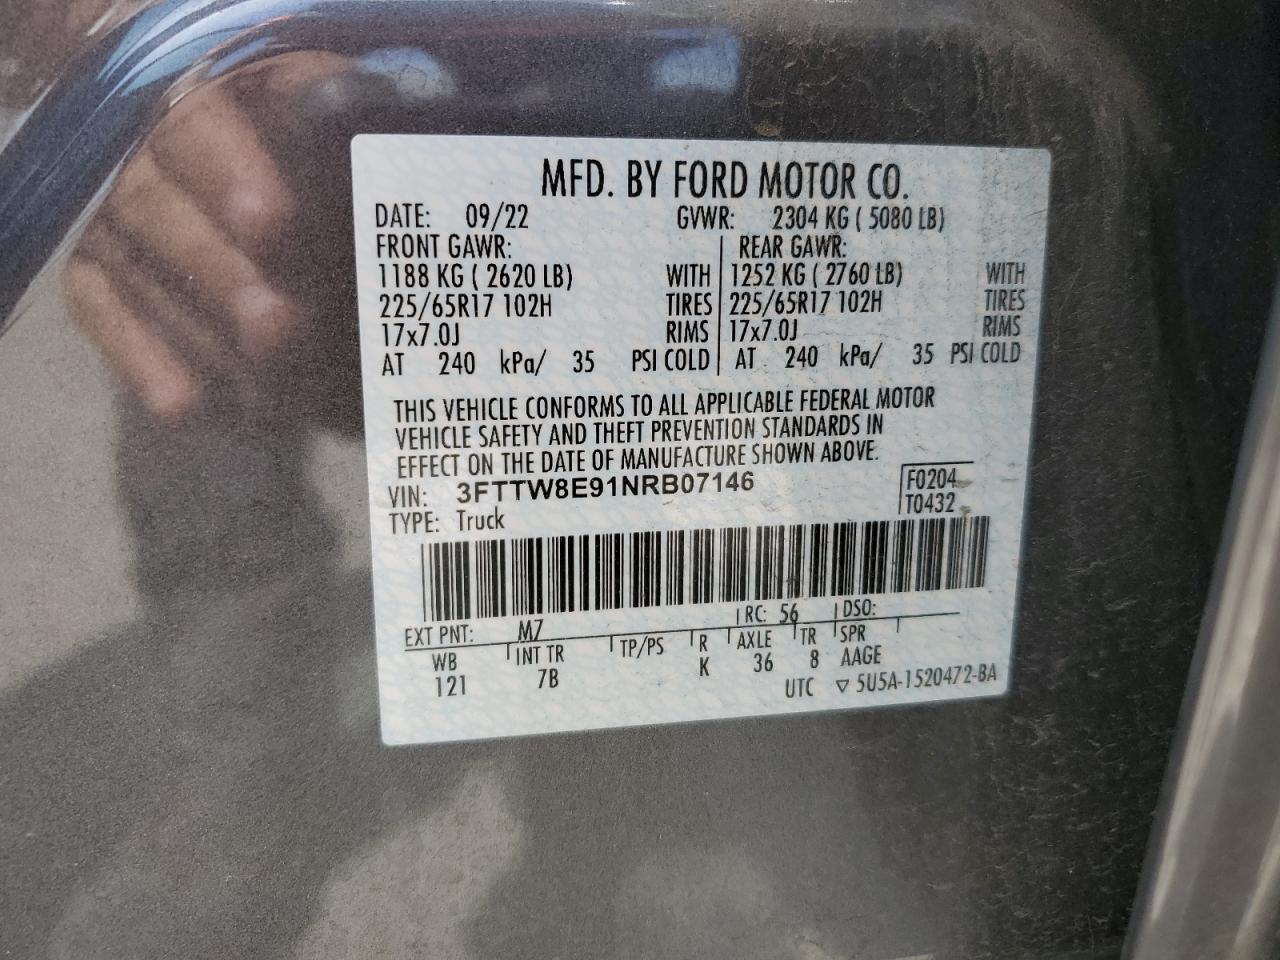 MFD. BY FORD MOTOR CO.
DATE: 09/22 GVWR: 2304 KG ( 5080 LB)
FRONT GAWR: REAR GAWR:
1188 KG ( 2620 LB) WITH 1252 KG ( 2760 LB) WITH
225/65R17 102H TIRES 225/65R17 102H TIRES
17x7.0J RIMS 17x7.0J RIMS
AT 240 kPa/ 35 PSI COLD AT 240 kPa/ 35 PSI COLD
THIS VEHICLE CONFORMS TO ALL APPLICABLE FEDERAL MOTOR
VEHICLE SAFETY AND THEFT PREVENTION STANDARDS IN
EFFECT ON THE DATE OF MANUFACTURE SHOWN ABOVE.
VIN: 3FTTW8E91NRB07146 F0204
TYPE: Truck T0432
EXT PNT: M7 RC: 56 DSO:
WB INT TR TP/PS R AXLE TR SPR
121 7B K 36 8 AAGE
UTC ▽ 5U5A-1520472-BA